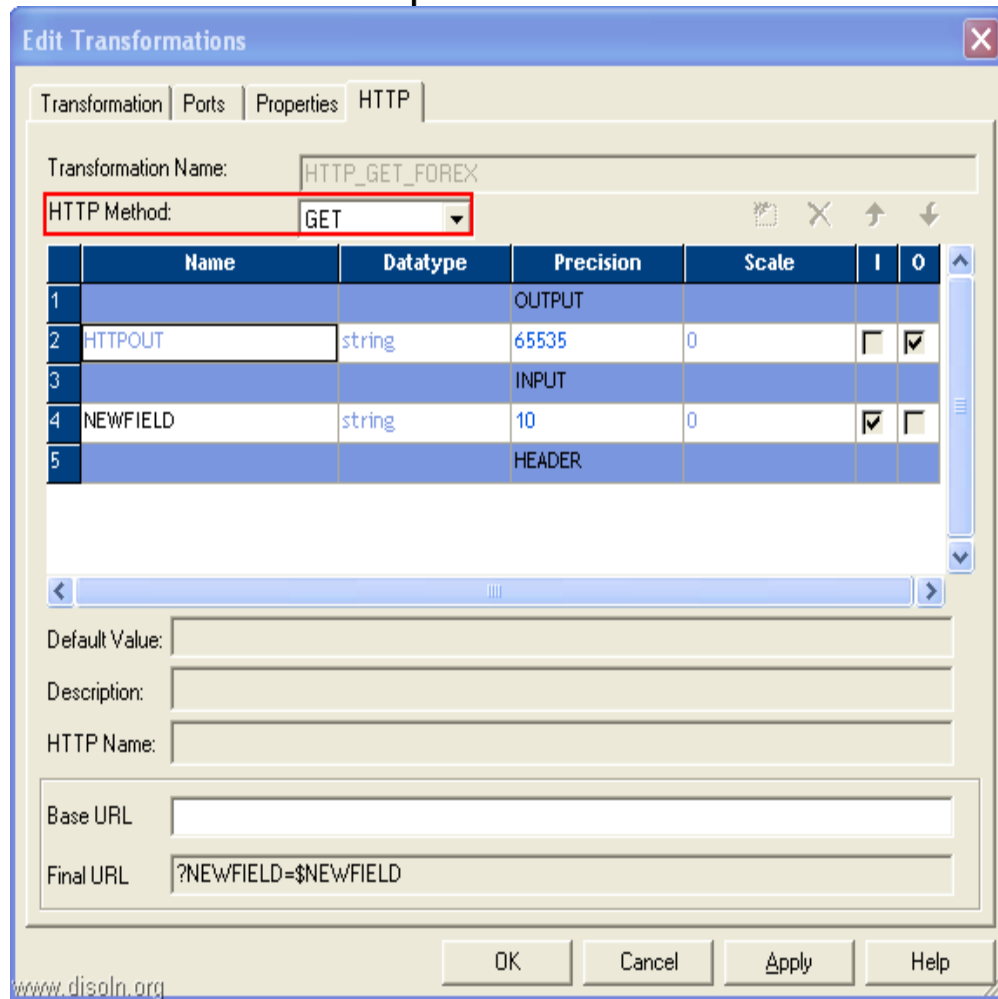 Edit Transformations
Transformation Ports Properties HTTP
Transformation Name: HTTP_GET_FOREX
HTTP Method: GET
Name Datatype Precision Scale I O
1 OUTPUT
2 HTTPOUT string 65535 0
3 INPUT
4 NEWFIELD string 10 0
5 HEADER
Default Value:
Description:
HTTP Name:
Base URL
Final URL ?NEWFIELD=$NEWFIELD
OK Cancel Apply Help
www.disoln.org